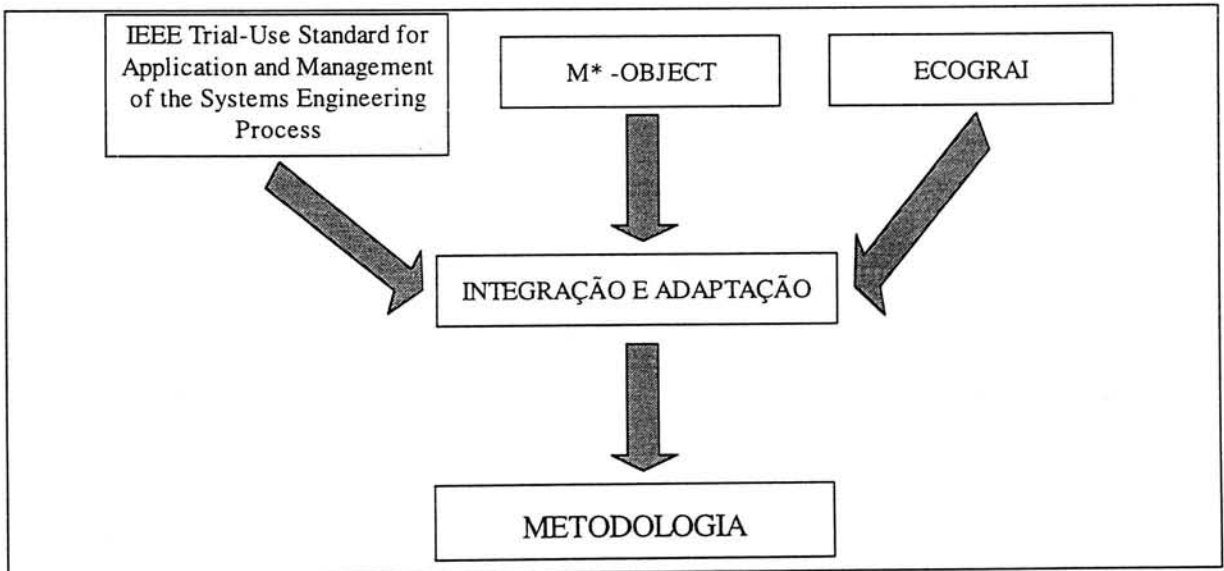 IEEE Trial-Use Standard for
Application and Management
of the Systems Engineering
Process
M* -OBJECT
ECOGRAI
INTEGRAÇÃO E ADAPTAÇÃO
METODOLOGIA